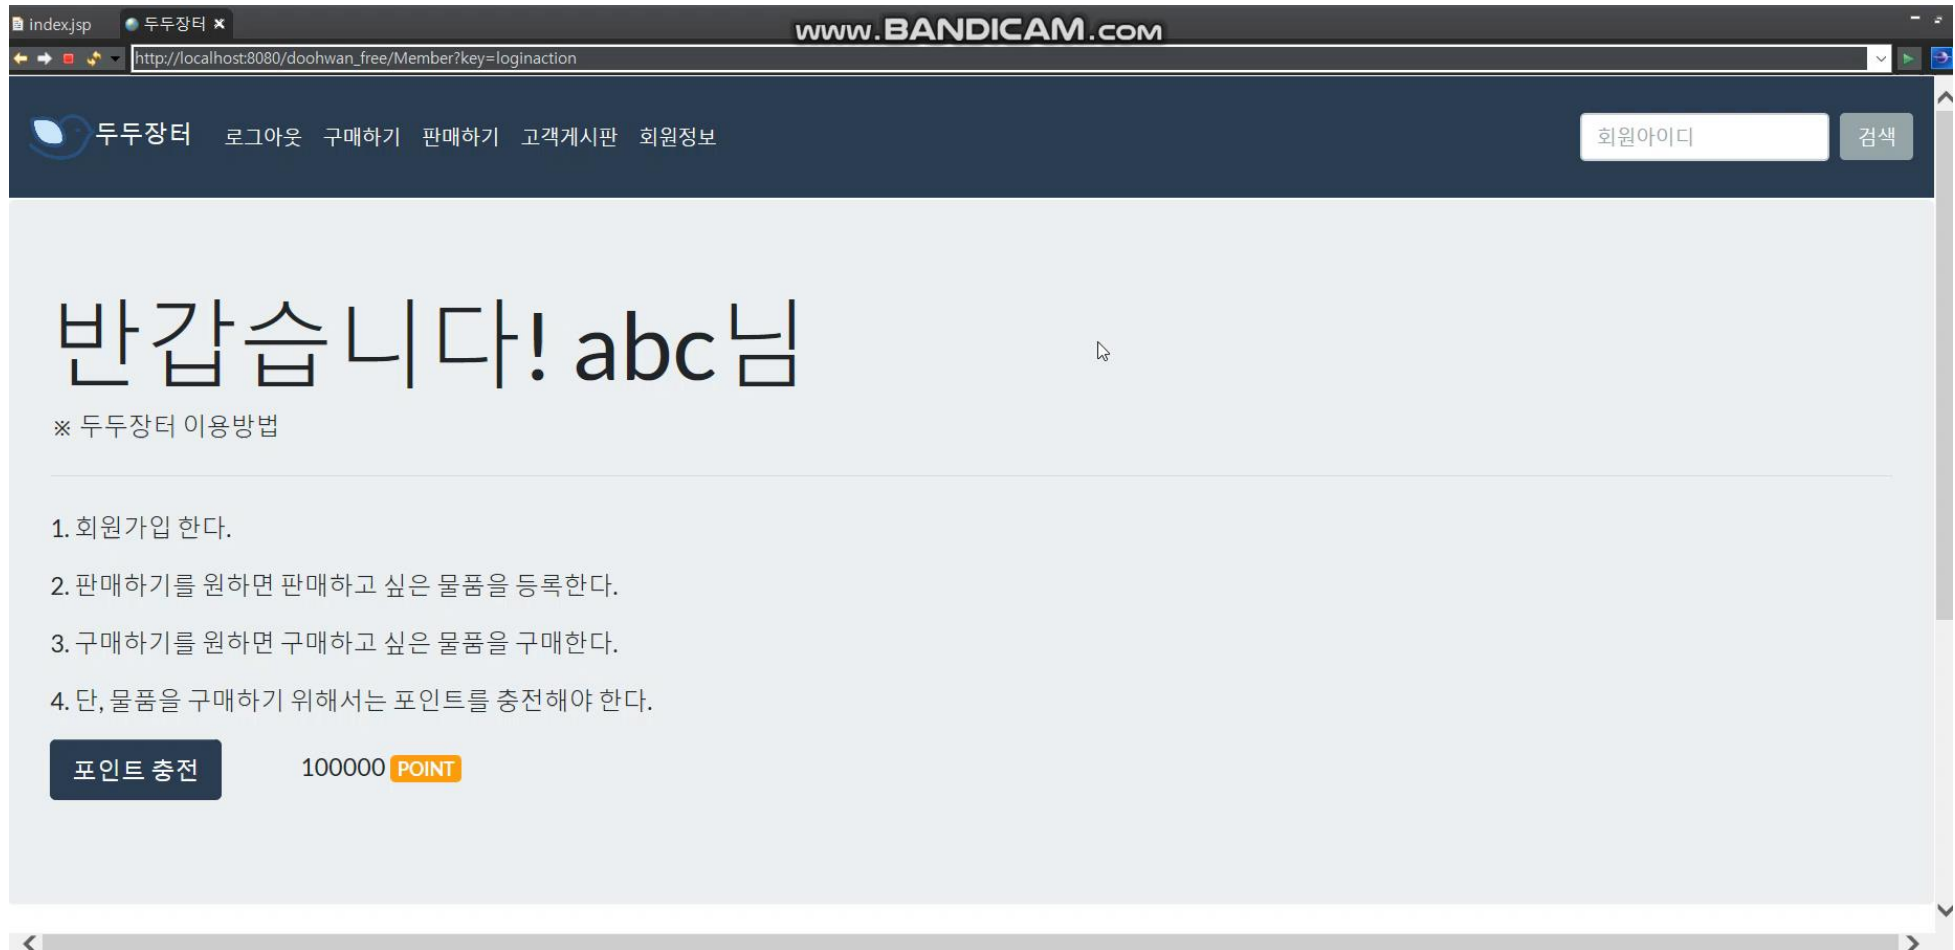 index.jsp 두두장터
www.BANDICAM.com
http://localhost:8080/doohwan_free/Member?key=loginaction
두두장터 로그아웃 구매하기 판매하기 고객게시판 회원정보 회원아이디 검색
반갑습니다! abc님
※ 두두장터 이용방법
1. 회원가입 한다.
2. 판매하기를 원하면 판매하고 싶은 물품을 등록한다.
3. 구매하기를 원하면 구매하고 싶은 물품을 구매한다.
4. 단, 물품을 구매하기 위해서는 포인트를 충전해야 한다.
포인트 충전 100000 POINT